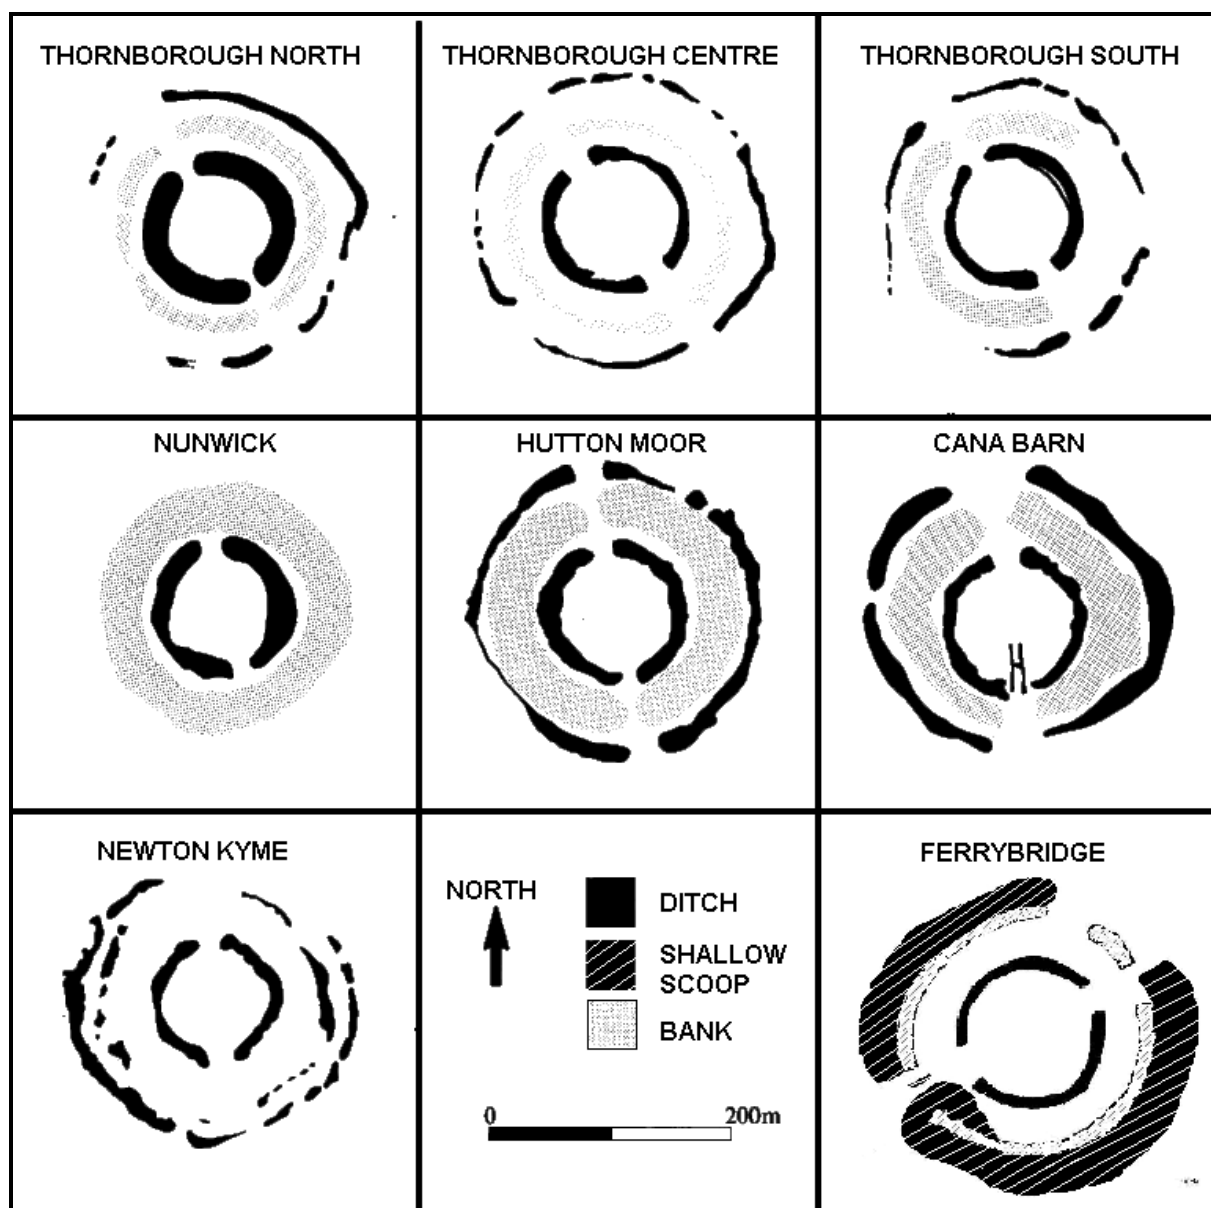 THORNBOROUGH NORTH
THORNBOROUGH CENTRE
THORNBOROUGH SOUTH
NUNWICK
HUTTON MOOR
CANA BARN
NEWTON KYME
NORTH
DITCH
SHALLOW
SCOOP
BANK
0 200m
FERRYBRIDGE